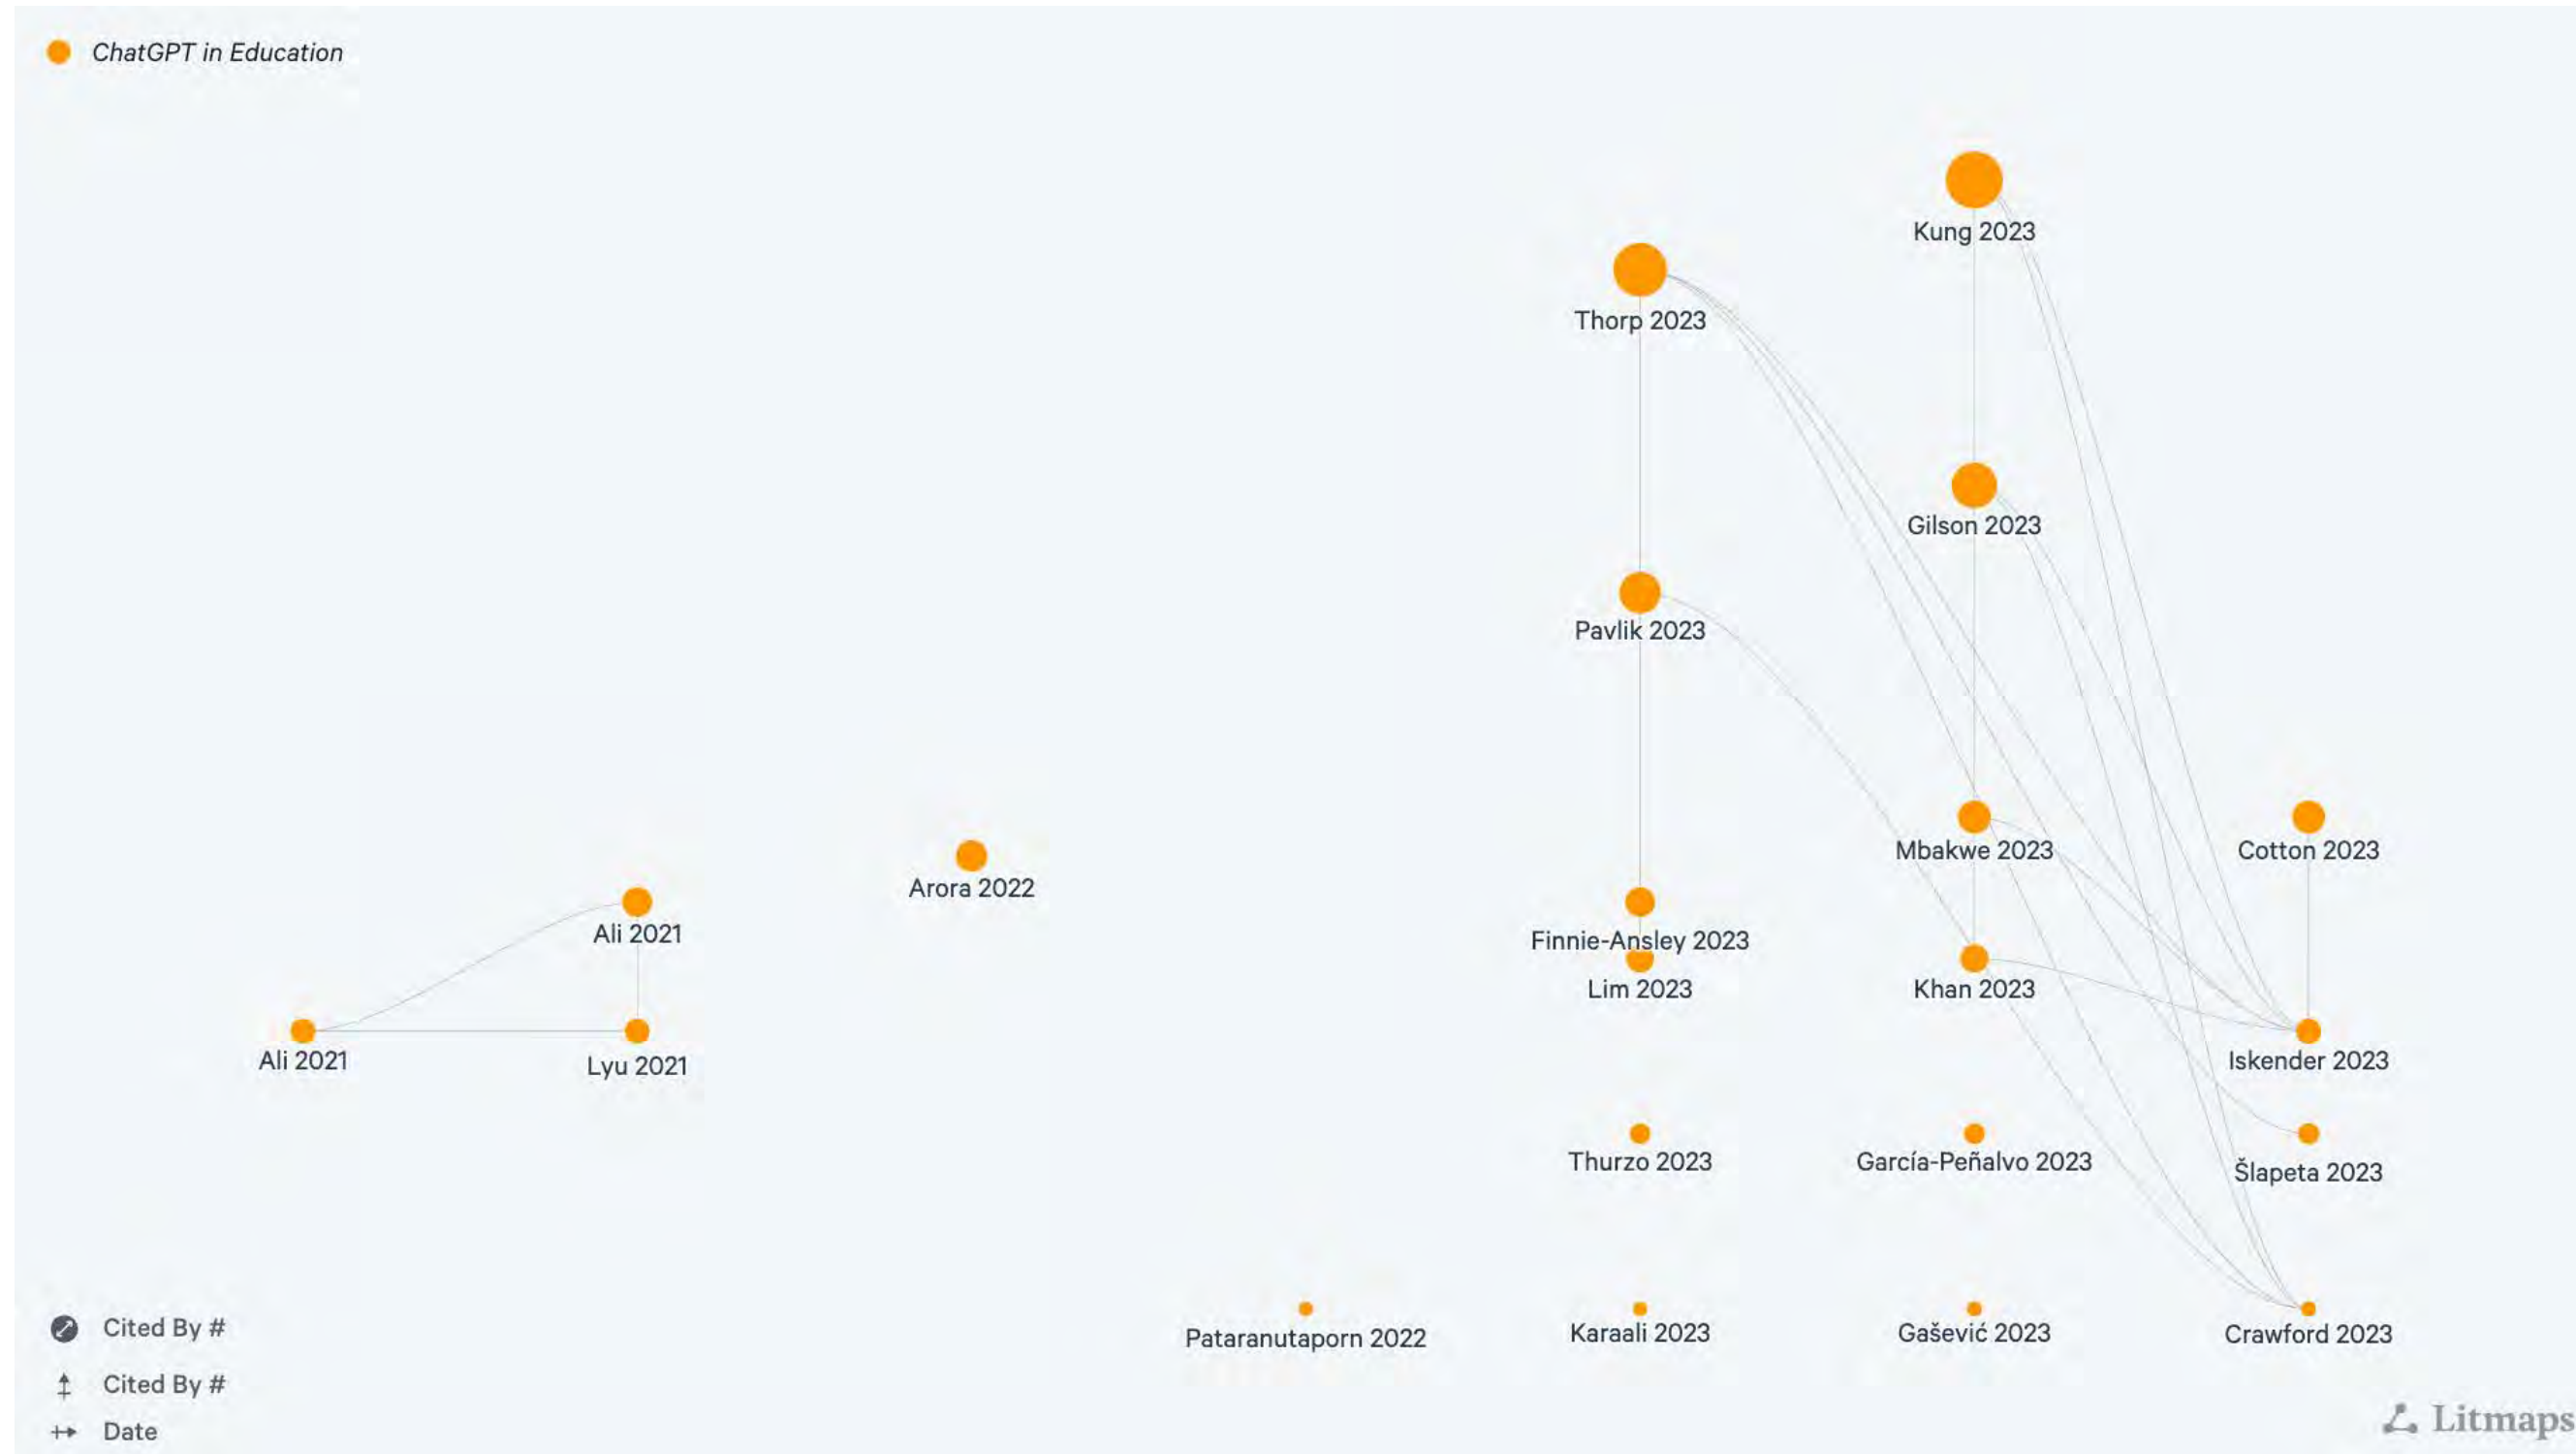 ChatGPT in Education
Kung 2023
Thorp 2023
Gilson 2023
Pavlik 2023
Mbakwe 2023
Cotton 2023
Arora 2022
Ali 2021
Finnie-Ansley 2023
Lim 2023
Khan 2023
Ali 2021
Lyu 2021
Iskender 2023
Thurzo 2023
García-Peñalvo 2023
Šlapeta 2023
Pataranutaporn 2022
Karaali 2023
Gašević 2023
Crawford 2023
Cited By #
Cited By #
Date
Litmaps